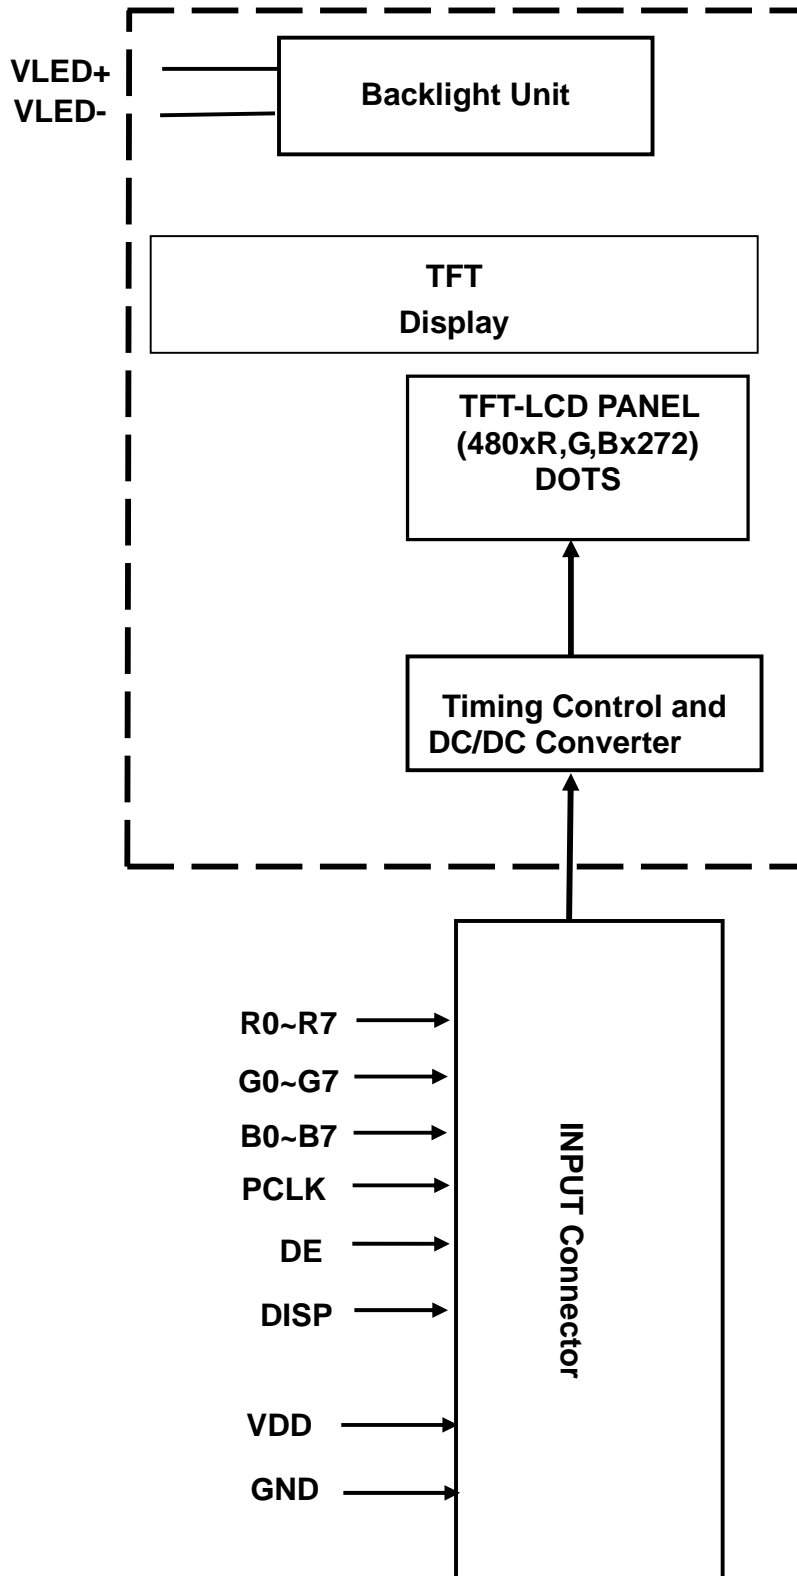 VLED+
VLED-
Backlight Unit
TFT
Display
TFT-LCD PANEL
(480xR,G,Bx272)
DOTS
Timing Control and
DC/DC Converter
R0~R7
G0~G7
B0~B7
PCLK
DE
DISP
VDD
GND
INPUT Connector